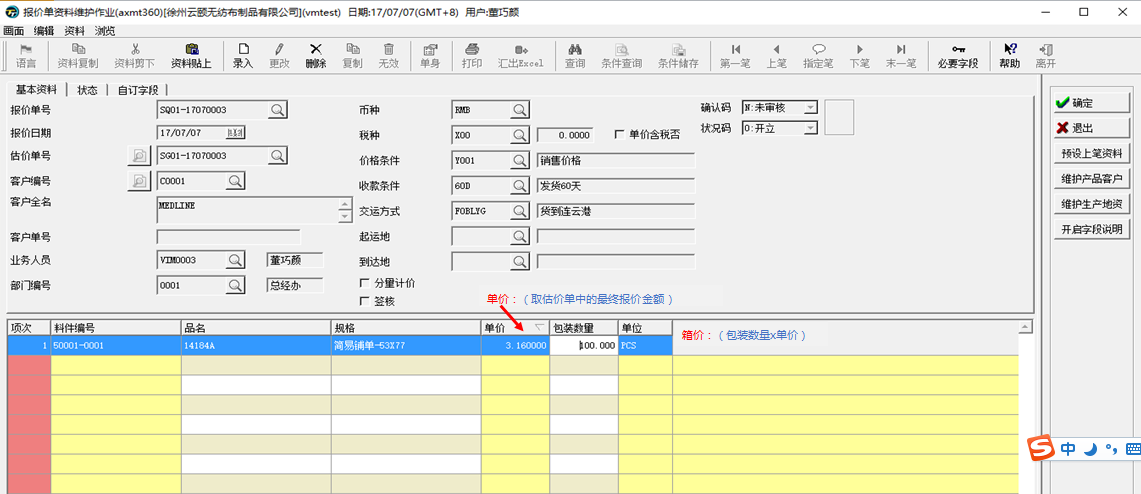 报价单资料维护作业(axmt360)[徐州云颐无纺布制品有限公司](vmtest) 日期:17/07/07(GMT+8) 用户:董巧颜
画面 编辑 资料 浏览
语言 资料复制 资料剪下 资料贴上 录入 更改 删除 复制 无效 单身 打印 汇出Excel 查询 条件查询 条件储存 第一笔 上笔 指定笔 下笔 末一笔 必要字段 帮助 离开
基本资料 状态 自订字段
报价单号 SQ01-17070003 币种 RMB 确认码 N:未审核
报价日期 17/07/07 税种 X00 0.0000 单价含税否 状况码 0:开立
估价单号 SG01-17070003 价格条件 Y001 销售价格
客户编号 C0001 收款条件 60D 发货60天
客户全名 MEDLINE 交运方式 FOBLYG 货到连云港
客户单号 起运地
业务人员 VIM0003 董巧颜 到达地
部门编号 0001 总经办 分量计价
签核
确定
退出
预设上笔资料
维护产品客户
维护生产地资
开启字段说明
单价：（取估价单中的最终报价金额）
项次 料件编号 品名 规格 单价 包装数量 单位
1 50001-0001 14184A 简易铺单-53X77 3.160000 100.000 PCS
箱价：（包装数量x单价）
S 中